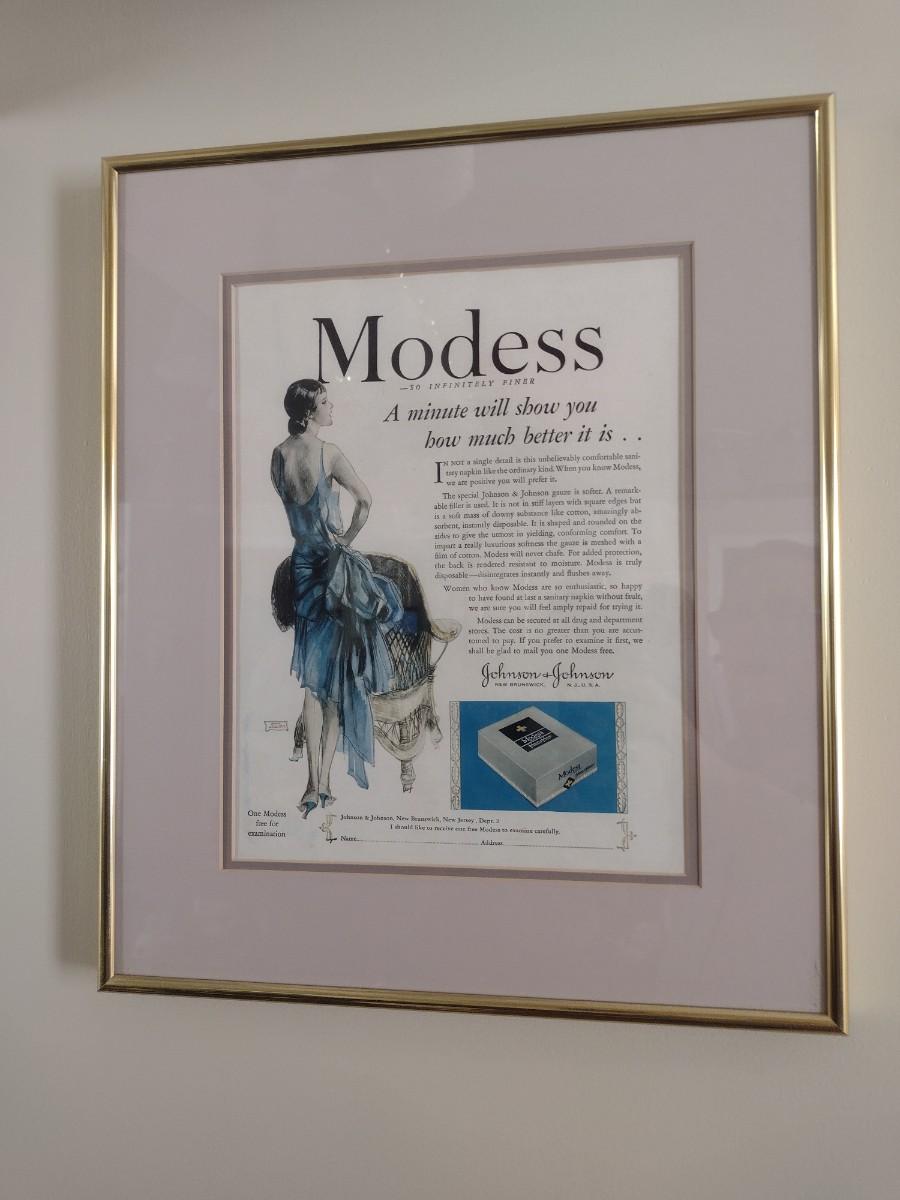 Modess
—SO INFINITELY FINER
A minute will show you
how much better it is . .
IN NOT a single detail is this unbelievably comfortable sani-
tary napkin like the ordinary kind. When you know Modess,
we are positive you will prefer it.
The special Johnson & Johnson gauze is softer. A remark-
able filler is used. It is not in stiff layers with square edges but
is a soft mass of downy substance like cotton, amazingly ab-
sorbent, instantly disposable. It is shaped and rounded on the
sides to give the utmost in yielding, conforming comfort. To
impart a really luxurious softness the gauze is meshed with a
film of cotton. Modess will never chafe. For added protection,
the back is rendered resistant to moisture. Modess is truly
disposable—disintegrates instantly and flushes away.
Women who know Modess are so enthusiastic, so happy
to have found at last a sanitary napkin without fault,
we are sure you will feel amply repaid for trying it.
Modess can be secured at all drug and department
stores. The cost is no greater than you are accus-
tomed to pay. If you prefer to examine it first, we
shall be glad to mail you one Modess free.
Johnson & Johnson
NEW BRUNSWICK, N. J., U. S. A.
Modess
Modess
One Modess
free for
examination
Johnson & Johnson, New Brunswick, New Jersey, Dept. 2
I should like to receive one free Modess to examine carefully.
Name Address